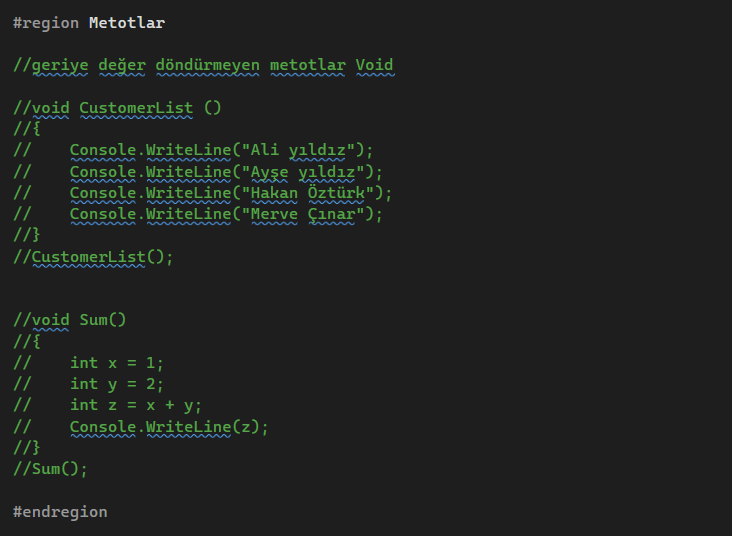 #region Metotlar
//geriye değer döndürmeyen metotlar Void
//void CustomerList ()
//{
//    Console.WriteLine("Ali yıldız");
//    Console.WriteLine("Ayşe yıldız");
//    Console.WriteLine("Hakan Öztürk");
//    Console.WriteLine("Merve Çınar");
//}
//CustomerList();
//void Sum()
//{
//    int x = 1;
//    int y = 2;
//    int z = x + y;
//    Console.WriteLine(z);
//}
//Sum();
#endregion